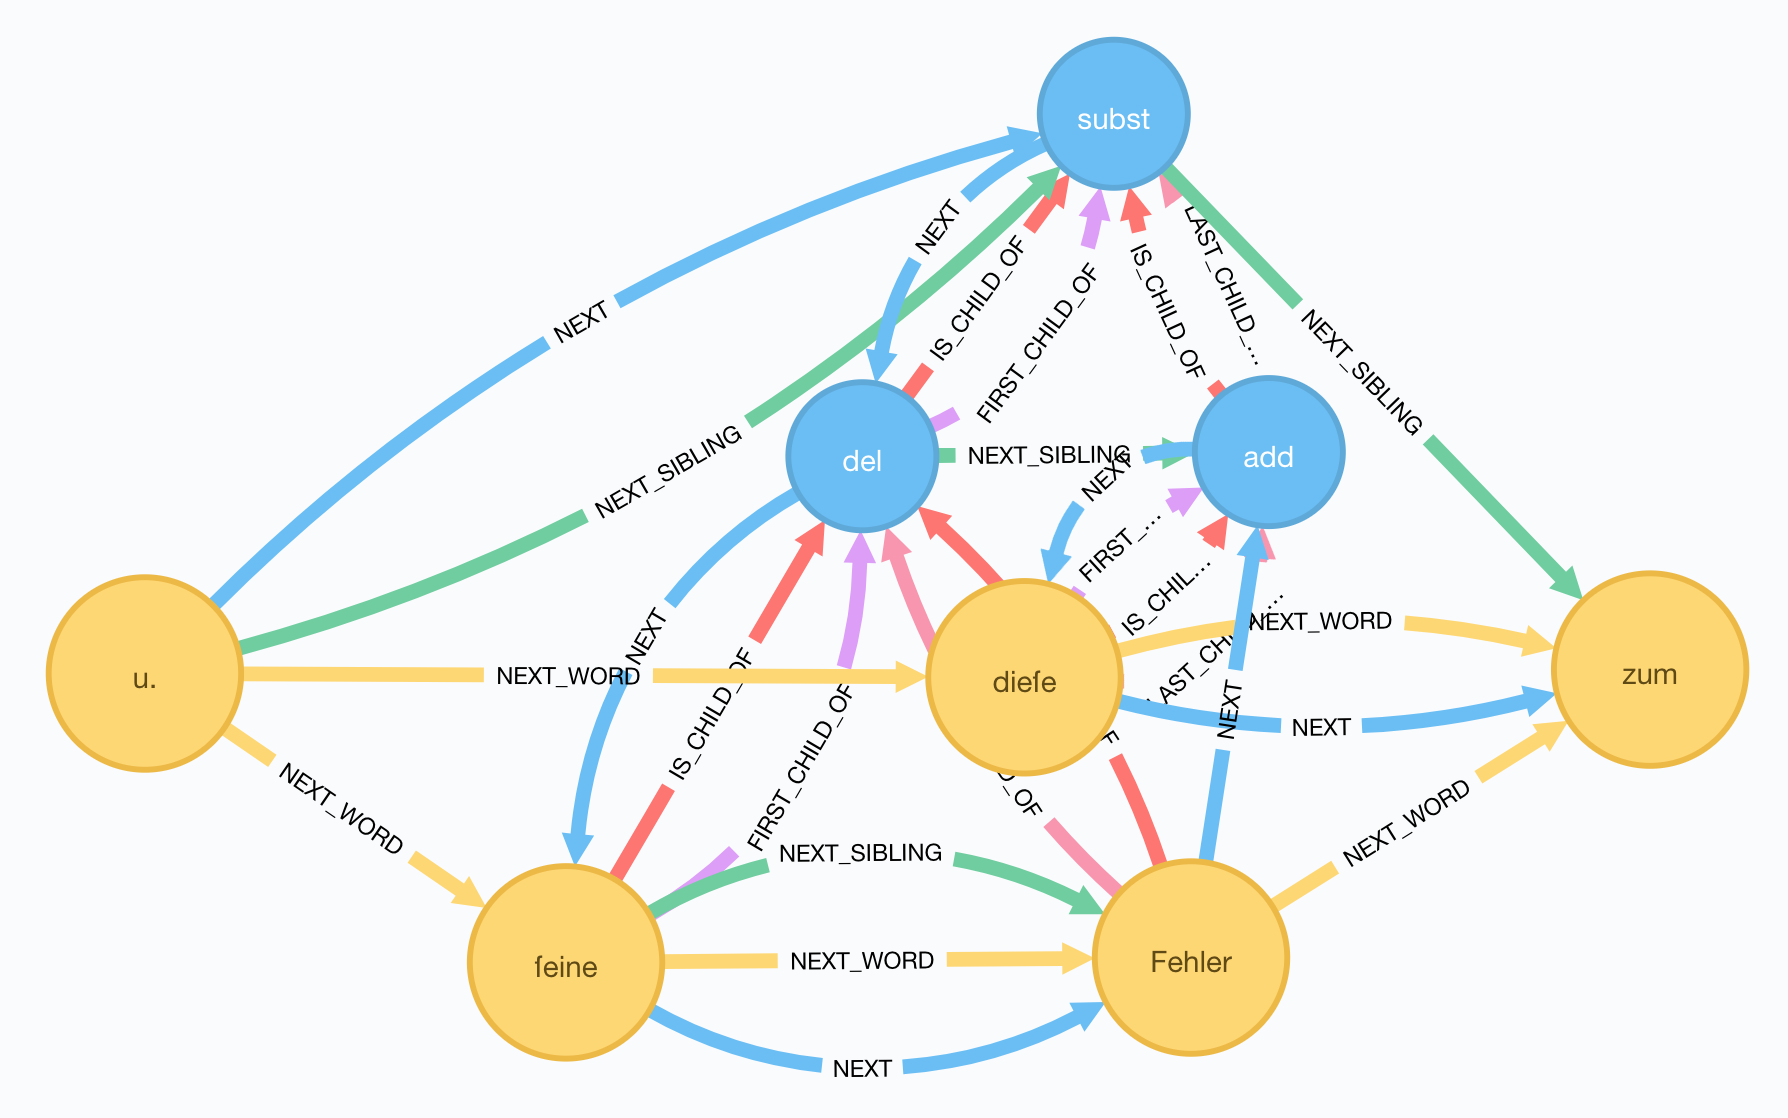 subst
NEXT
IS_CHILD_OF
FIRST_CHILD_OF
IS_CHILD_OF
LAST_CHILD_…
NEXT
NEXT_SIBLING
NEXT_SIBLING
del
NEXT_SIBLING
NEXT
add
FIRST_…
IS_CHIL…
NEXT_WORD
LAST_CH…
u.
NEXT_WORD
NEXT
IS_CHILD_OF
FIRST_CHILD_OF
dieſe
zum
NEXT
NEXT
F
_OF
NEXT_WORD
NEXT_SIBLING
NEXT_WORD
ſeine
NEXT_WORD
Fehler
NEXT